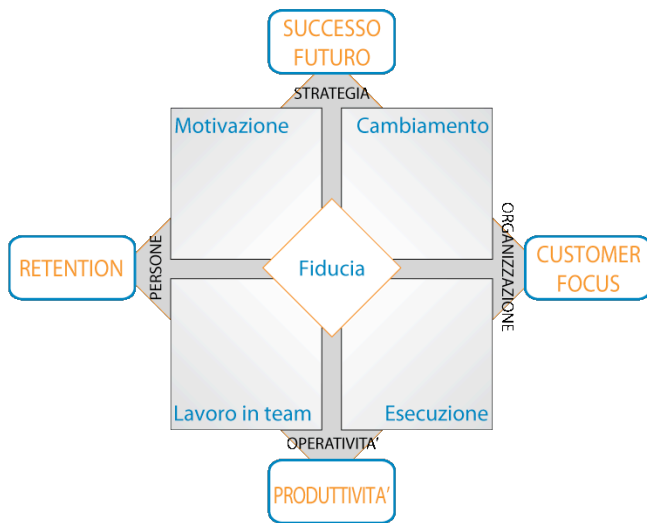 SUCCESSO
FUTURO
STRATEGIA
Motivazione
Cambiamento
RETENTION
PERSONE
Fiducia
ORGANIZZAZIONE
CUSTOMER
FOCUS
Lavoro in team
Esecuzione
OPERATIVITA'
PRODUTTIVITA'